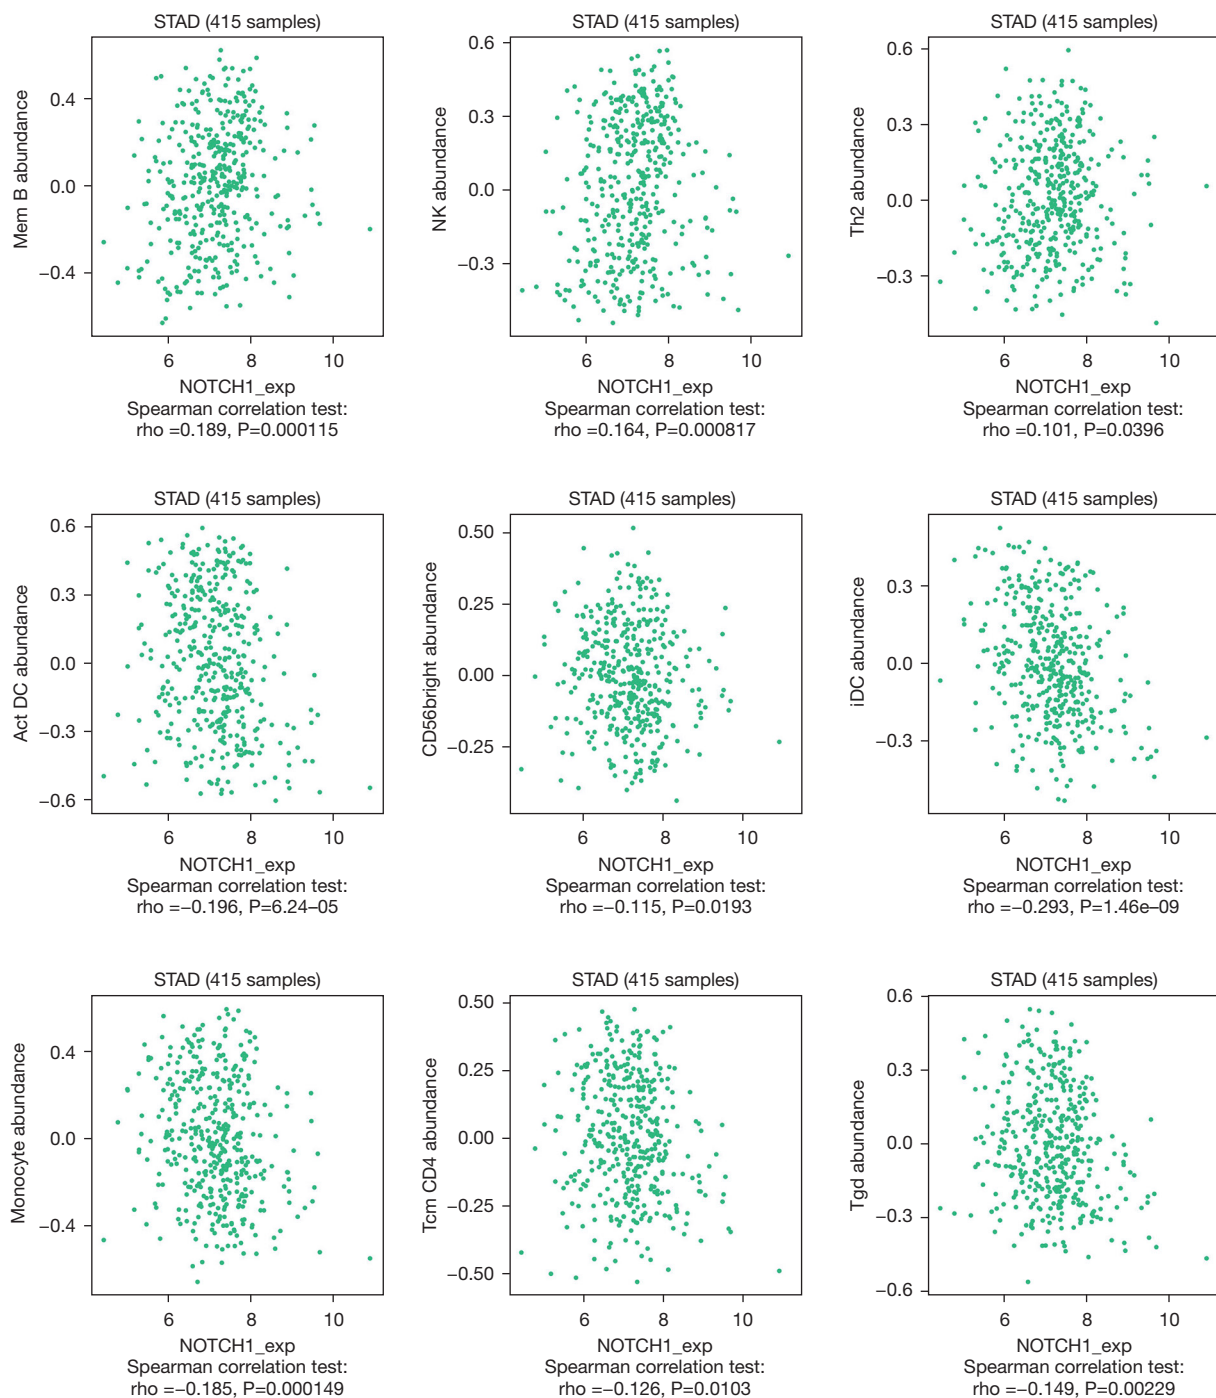 STAD (415 samples)
Mem B abundance
0.4
0.0
−0.4
6 8 10
NOTCH1_exp
Spearman correlation test:
rho =0.189, P=0.000115
STAD (415 samples)
NK abundance
0.6
0.3
0.0
−0.3
6 8 10
NOTCH1_exp
Spearman correlation test:
rho =0.164, P=0.000817
STAD (415 samples)
Th2 abundance
0.6
0.3
0.0
−0.3
6 8 10
NOTCH1_exp
Spearman correlation test:
rho =0.101, P=0.0396
STAD (415 samples)
Act DC abundance
0.6
0.3
0.0
−0.3
−0.6
6 8 10
NOTCH1_exp
Spearman correlation test:
rho =−0.196, P=6.24–05
STAD (415 samples)
CD56bright abundance
0.50
0.25
0.00
−0.25
6 8 10
NOTCH1_exp
Spearman correlation test:
rho =−0.115, P=0.0193
STAD (415 samples)
iDC abundance
0.3
0.0
−0.3
6 8 10
NOTCH1_exp
Spearman correlation test:
rho =−0.293, P=1.46e–09
STAD (415 samples)
Monocyte abundance
0.4
0.0
−0.4
6 8 10
NOTCH1_exp
Spearman correlation test:
rho =−0.185, P=0.000149
STAD (415 samples)
Tcm CD4 abundance
0.50
0.25
0.00
−0.25
−0.50
6 8 10
NOTCH1_exp
Spearman correlation test:
rho =−0.126, P=0.0103
STAD (415 samples)
Tgd abundance
0.6
0.3
0.0
−0.3
−0.6
6 8 10
NOTCH1_exp
Spearman correlation test:
rho =−0.149, P=0.00229